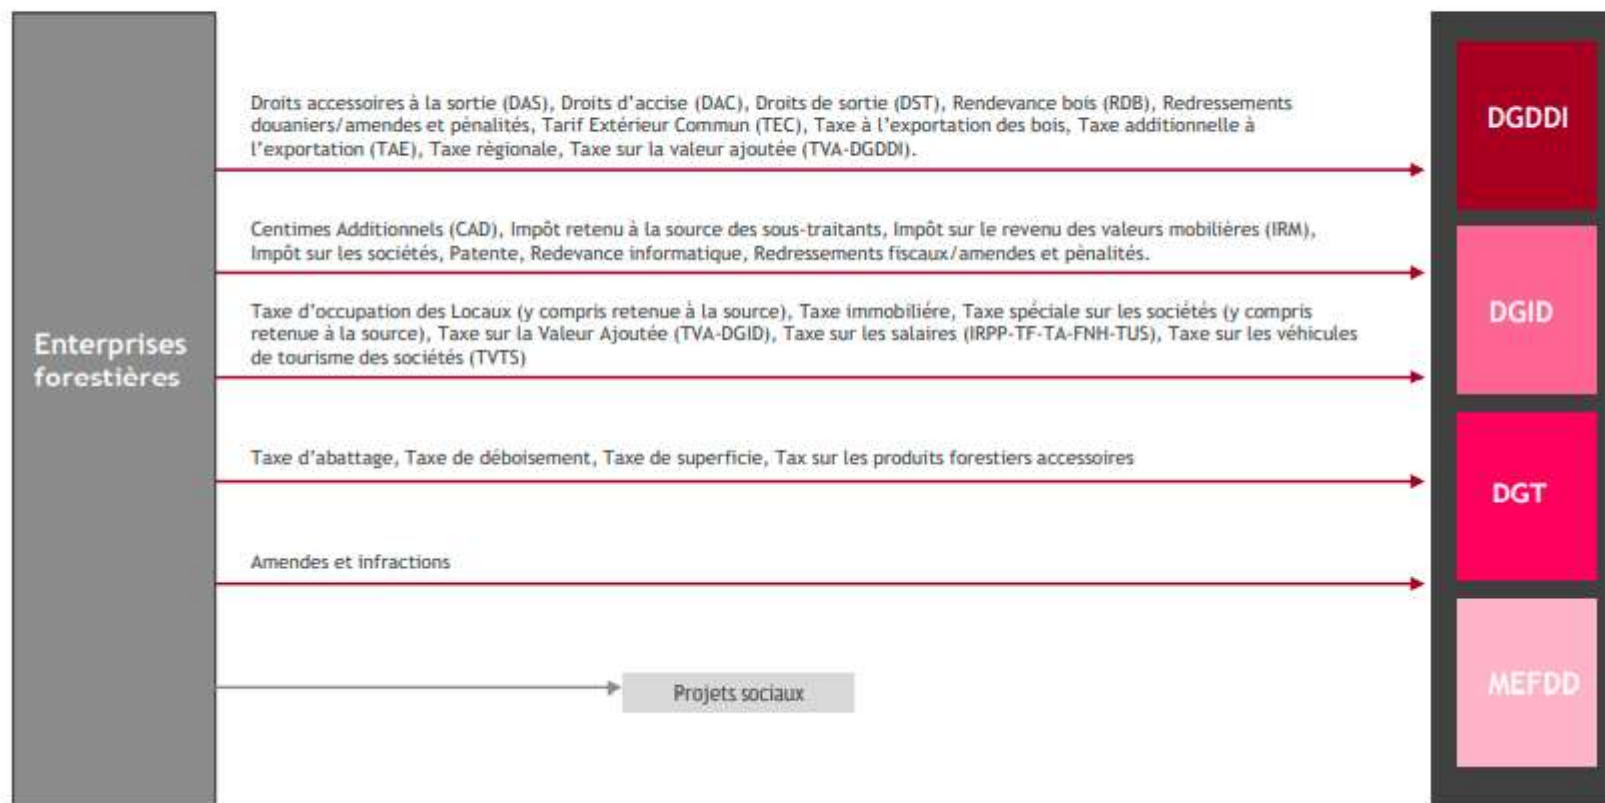 Enterprises
forestières
Droits accessoires à la sortie (DAS), Droits d'accise (DAC), Droits de sortie (DST), Rendevance bois (RDB), Redressements
douaniers/amendes et pénalités, Tarif Extérieur Commun (TEC), Taxe à l'exportation des bois, Taxe additionnelle à
l'exportation (TAE), Taxe règionale, Taxe sur la valeur ajoutée (TVA-DGDDI).
Centimes Additionnels (CAD), Impôt retenu à la source des sous-traitants, Impôt sur le revenu des valeurs mobilières (IRM),
Impôt sur les sociétés, Patente, Redevance informatique, Redressements fiscaux/amendes et pènalités.
Taxe d'occupation des Locaux (y compris retenue à la source), Taxe immobiliére, Taxe spéciale sur les sociétés (y compris
retenue à la source), Taxe sur la Valeur Ajoutée (TVA-DGID), Taxe sur les salaires (IRPP-TF-TA-FNH-TUS), Taxe sur les véhicules
de tourisme des sociétés (TVTS)
Taxe d'abattage, Taxe de déboisement, Taxe de superficie, Tax sur les produits forestiers accessoires
Amendes et infractions
Projets sociaux
DGDDI
DGID
DGT
MEFDD